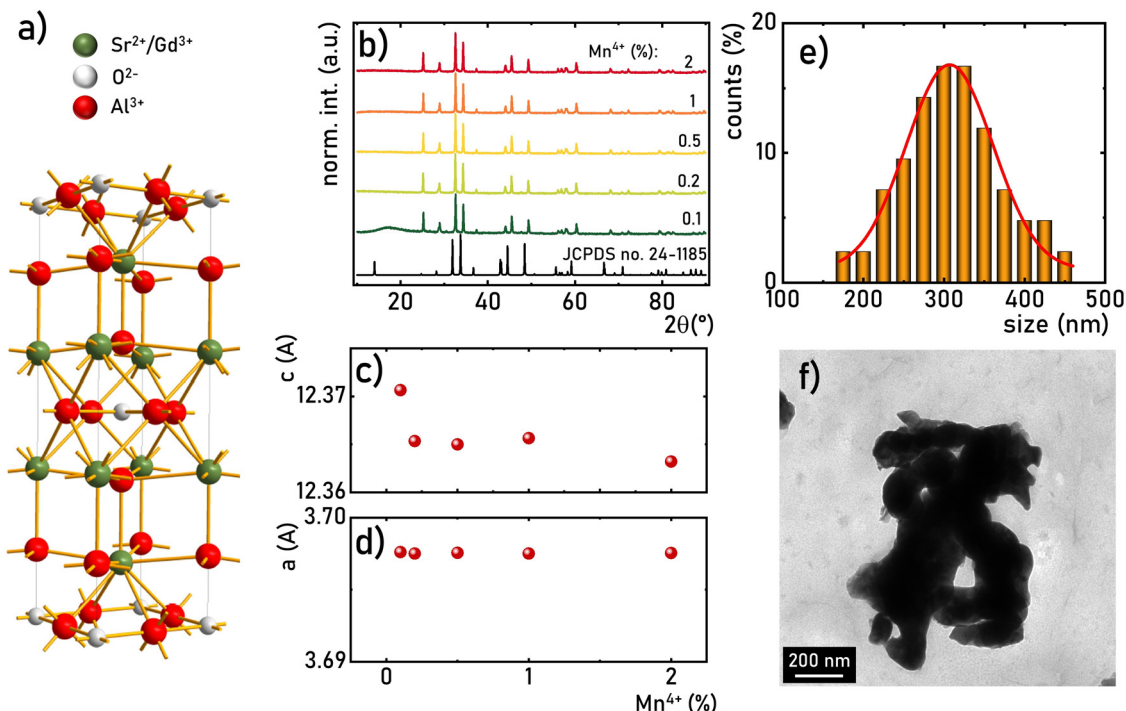 a)
Sr²⁺/Gd³⁺
O²⁻
Al³⁺
b)
norm. int. (a.u.)
Mn⁴⁺ (%):
2
1
0.5
0.2
0.1
JCPDS no. 24-1185
20 40 60 80
2θ(°)
c)
c (A)
12.37
12.36
d)
a (A)
3.70
3.69
0 1 2
Mn⁴⁺ (%)
e)
counts (%)
20
10
0
100 200 300 400 500
size (nm)
f)
200 nm